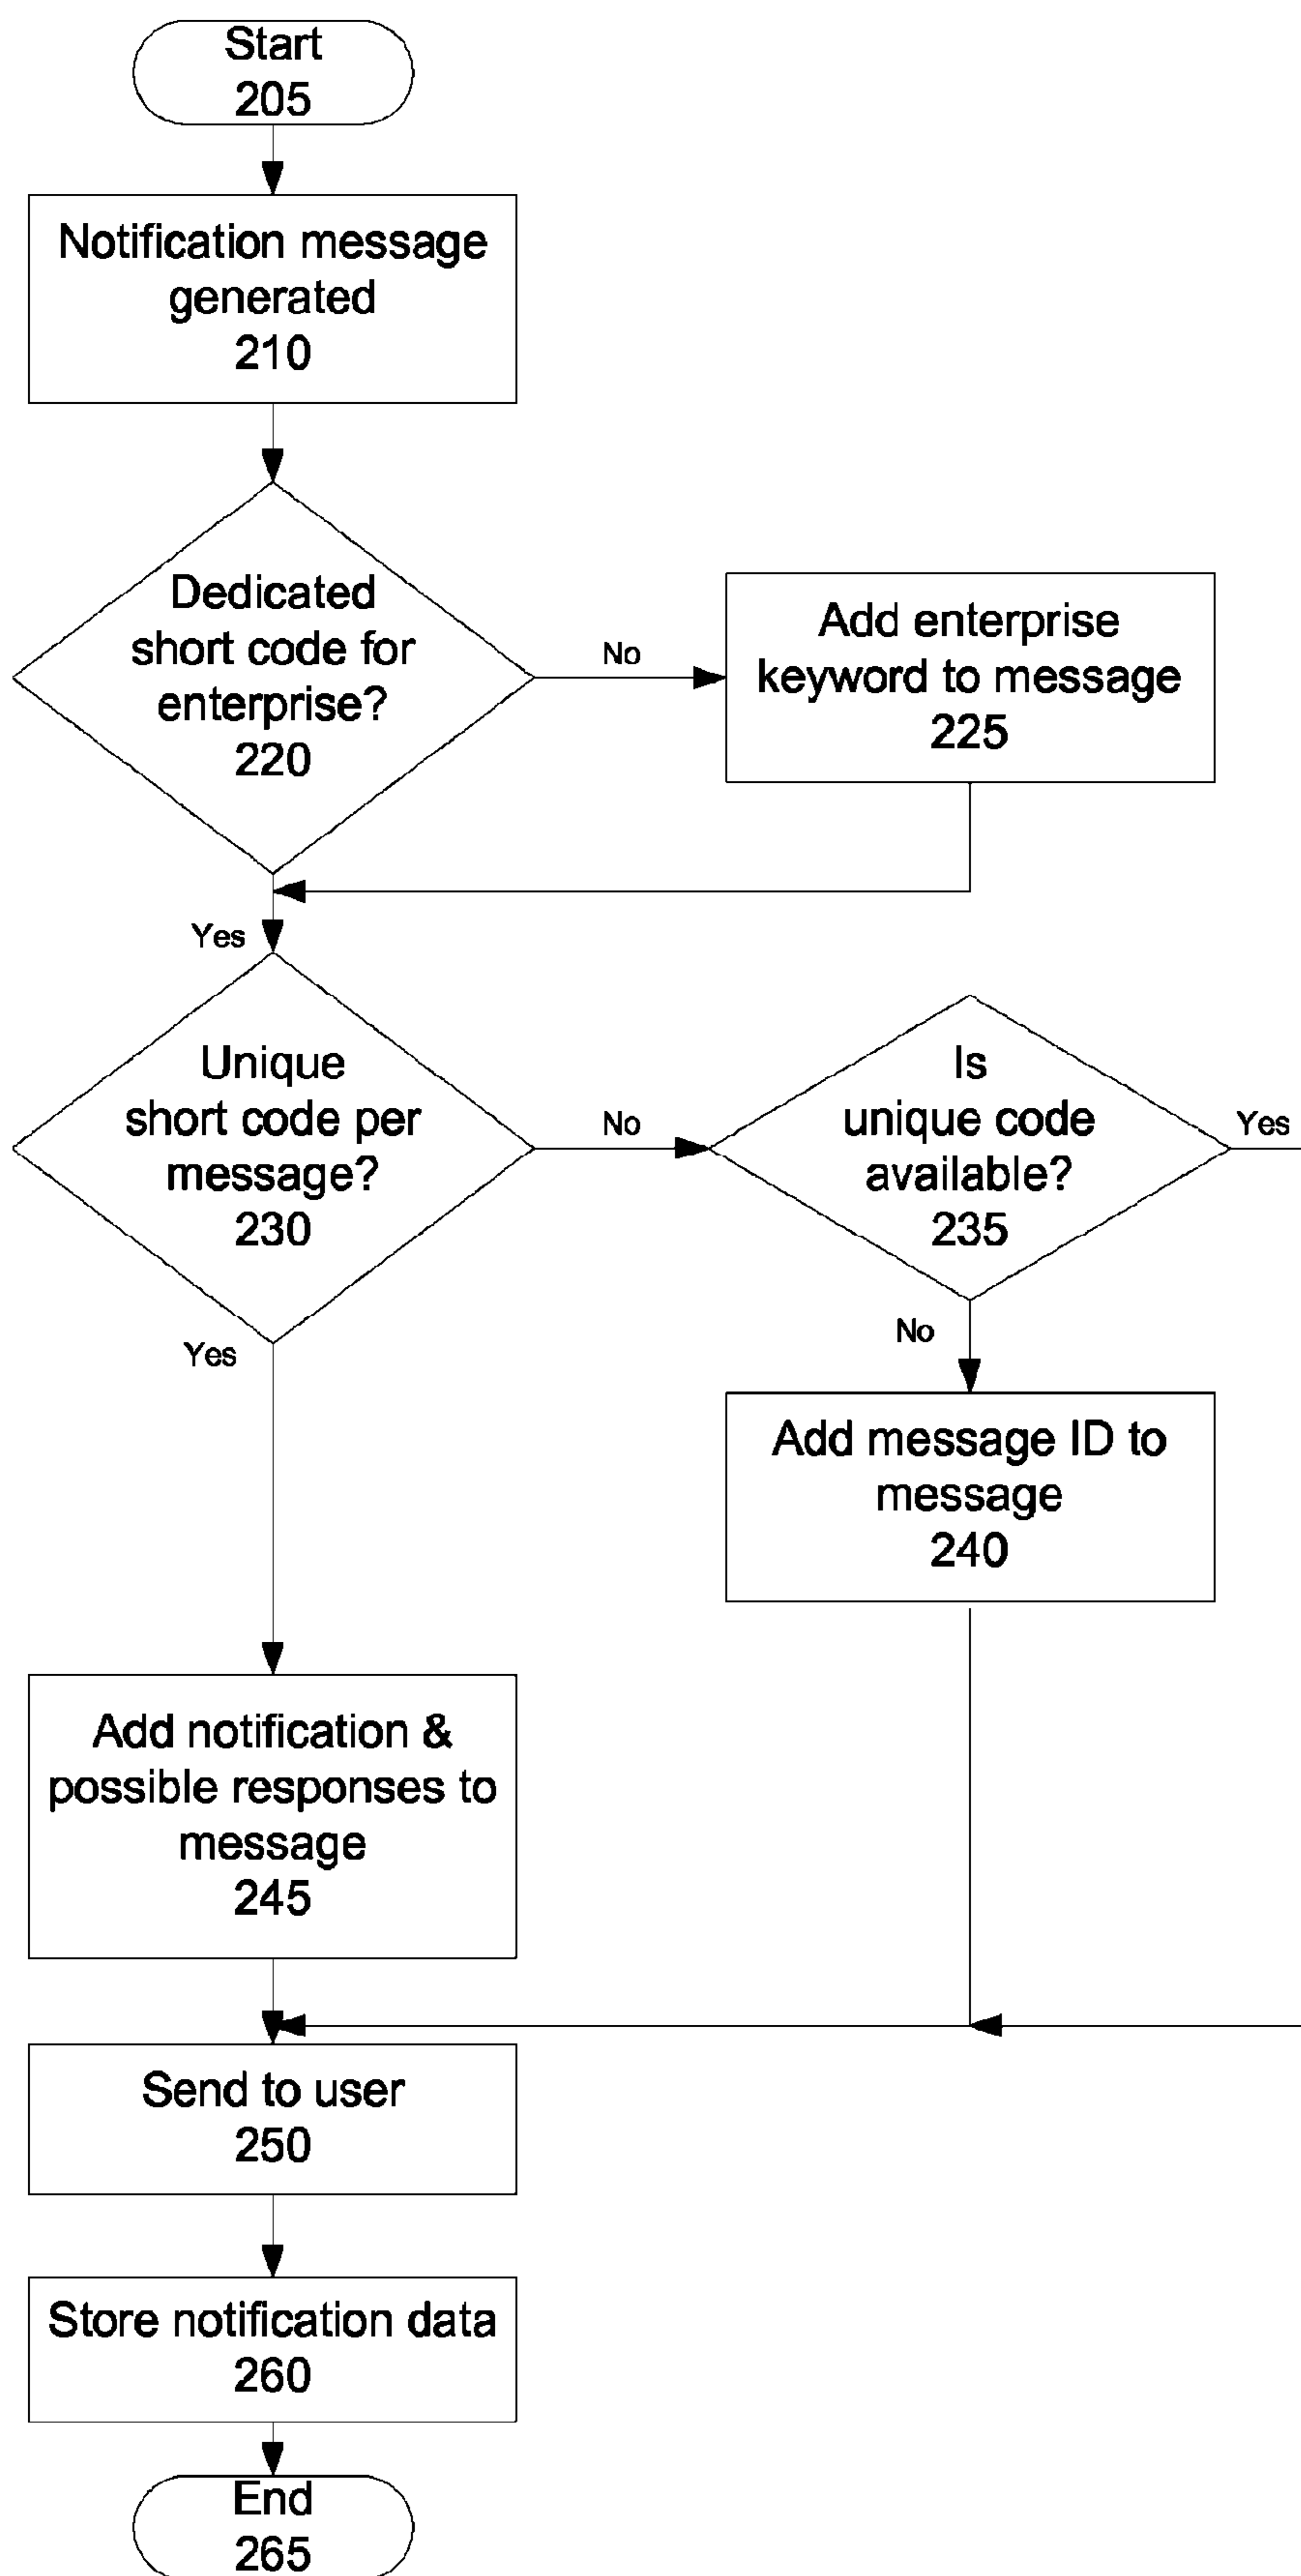 Start
205
Notification message
generated
210
Dedicated
short code for
enterprise?
220
No
Add enterprise
keyword to message
225
Yes
Unique
short code per
message?
230
No
Is
unique code
available?
235
Yes
Yes
No
Add message ID to
message
240
Add notification &
possible responses to
message
245
Send to user
250
Store notification data
260
End
265